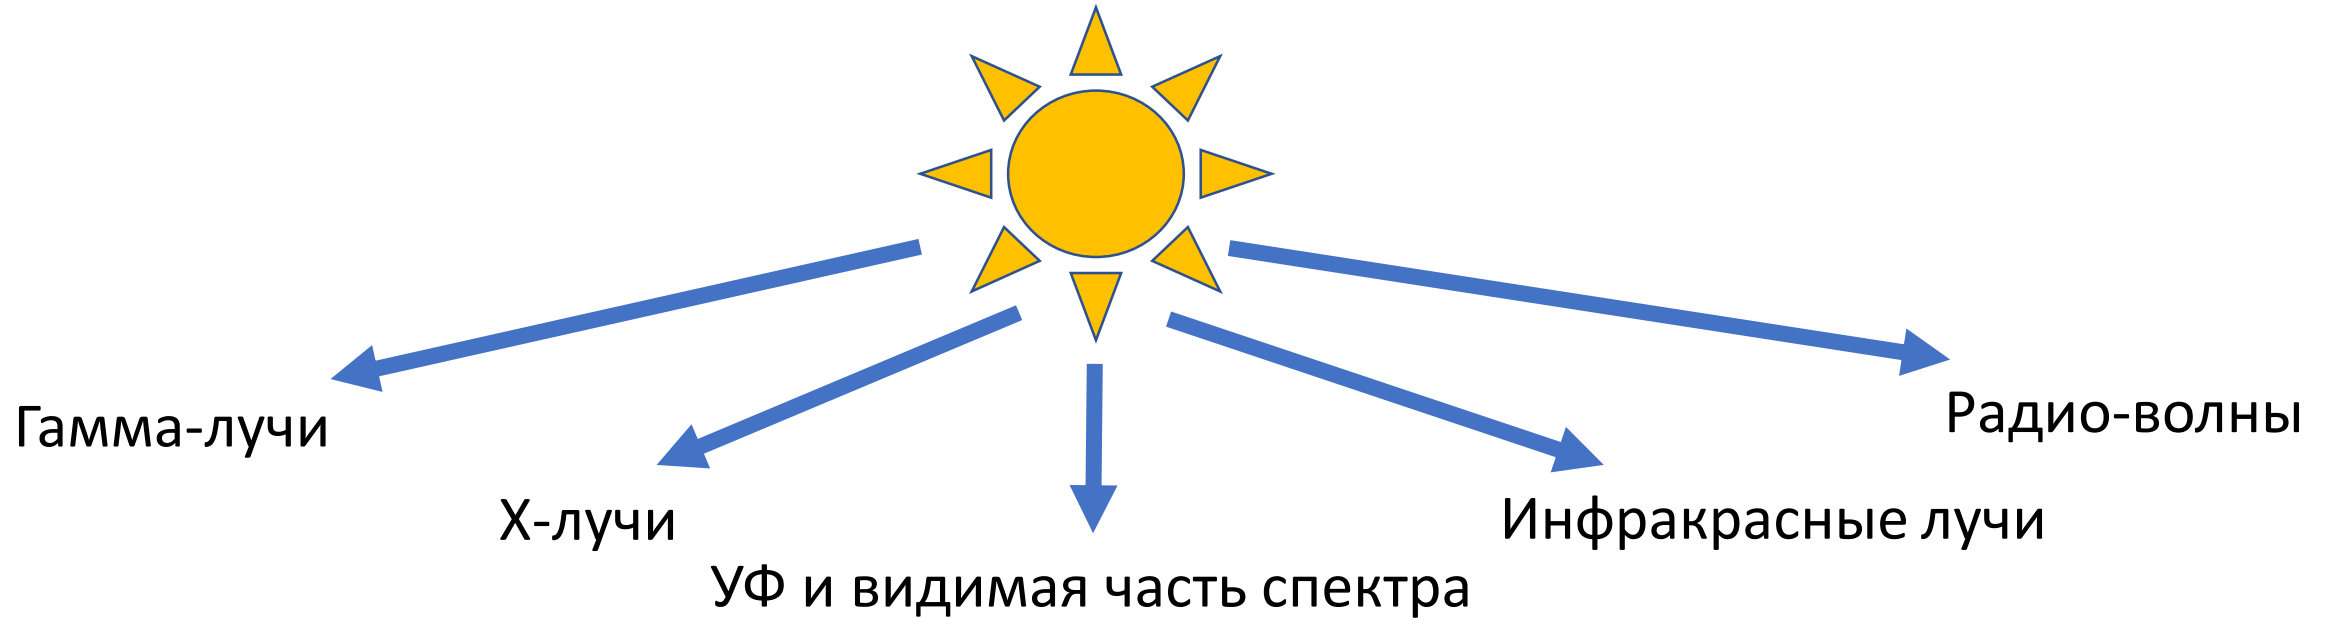 Гамма-лучи
Х-лучи
УФ и видимая часть спектра
Инфракрасные лучи
Радио-волны